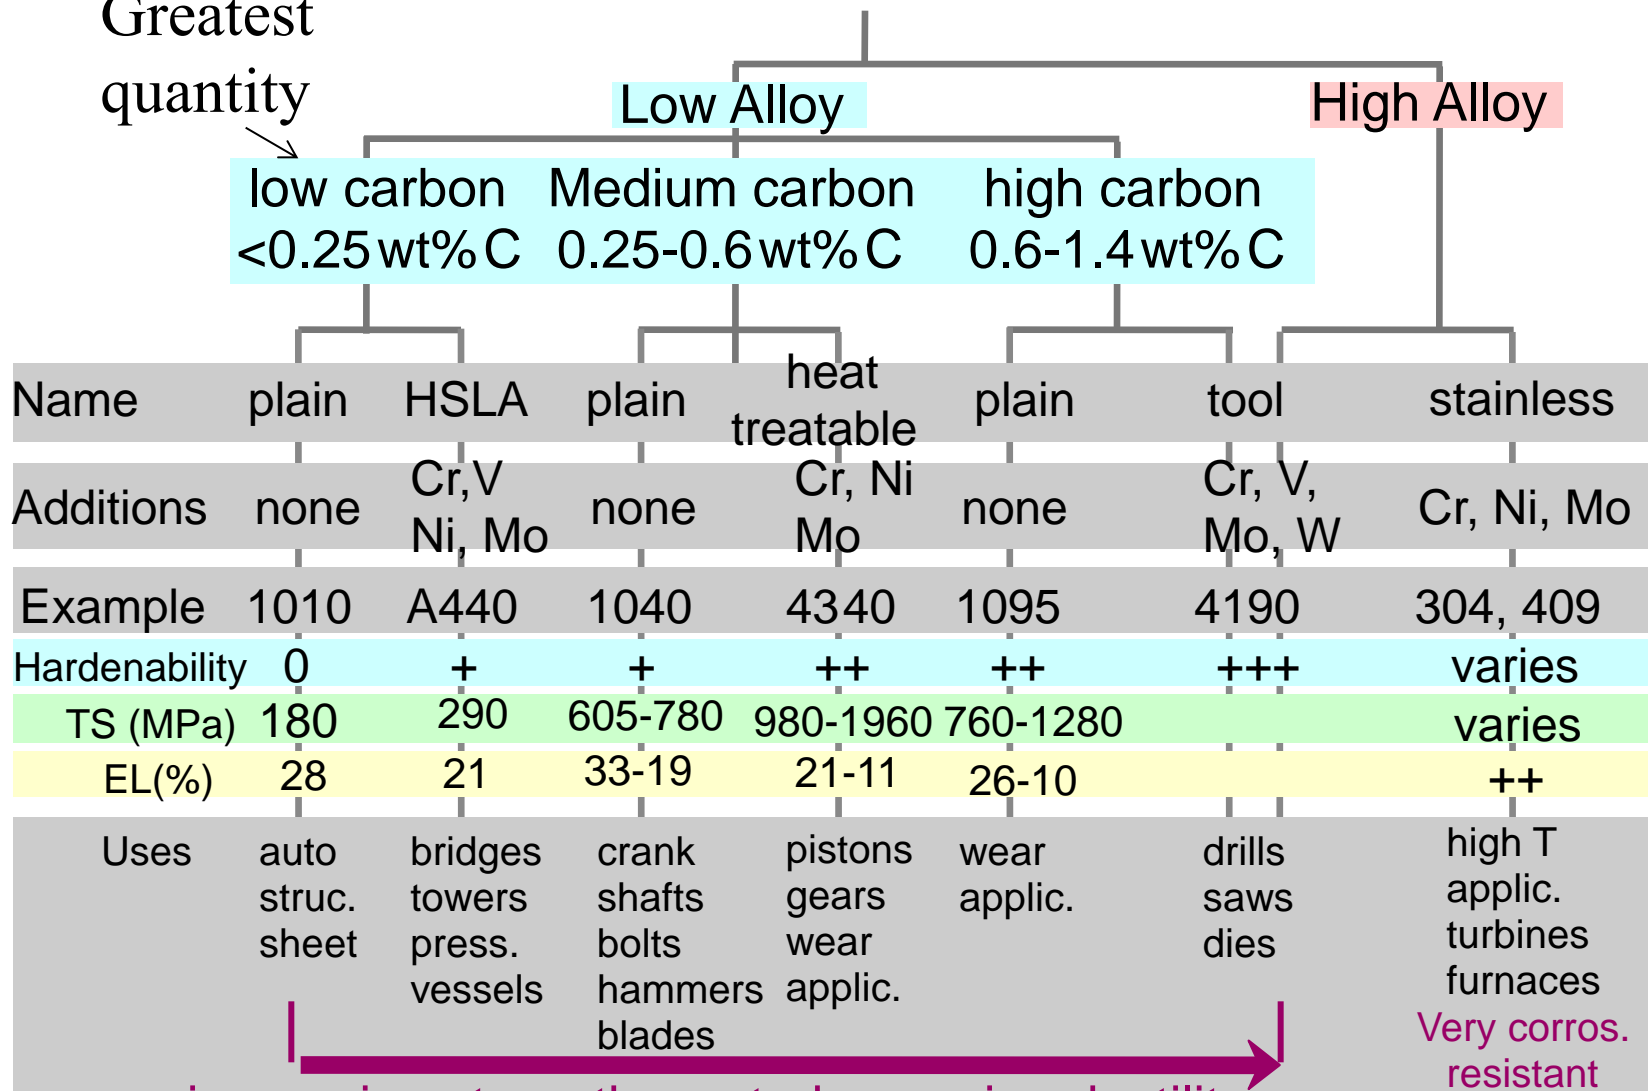 Greatest
quantity
Low Alloy High Alloy
low carbon Medium carbon high carbon
<0.25 wt% C 0.25-0.6 wt% C 0.6-1.4 wt% C
Name plain HSLA plain heat treatable plain tool stainless
Additions none Cr,V Ni, Mo none Cr, Ni Mo none Cr, V, Mo, W Cr, Ni, Mo
Example 1010 A440 1040 4340 1095 4190 304, 409
Hardenability 0 + + ++ ++ +++ varies
TS (MPa) 180 290 605-780 980-1960 760-1280 varies
EL(%) 28 21 33-19 21-11 26-10 ++
Uses auto bridges crank pistons wear drills high T
struc. towers shafts gears applic. saws applic.
sheet press. bolts wear dies turbines
vessels hammers applic. furnaces
blades Very corros.
resistant